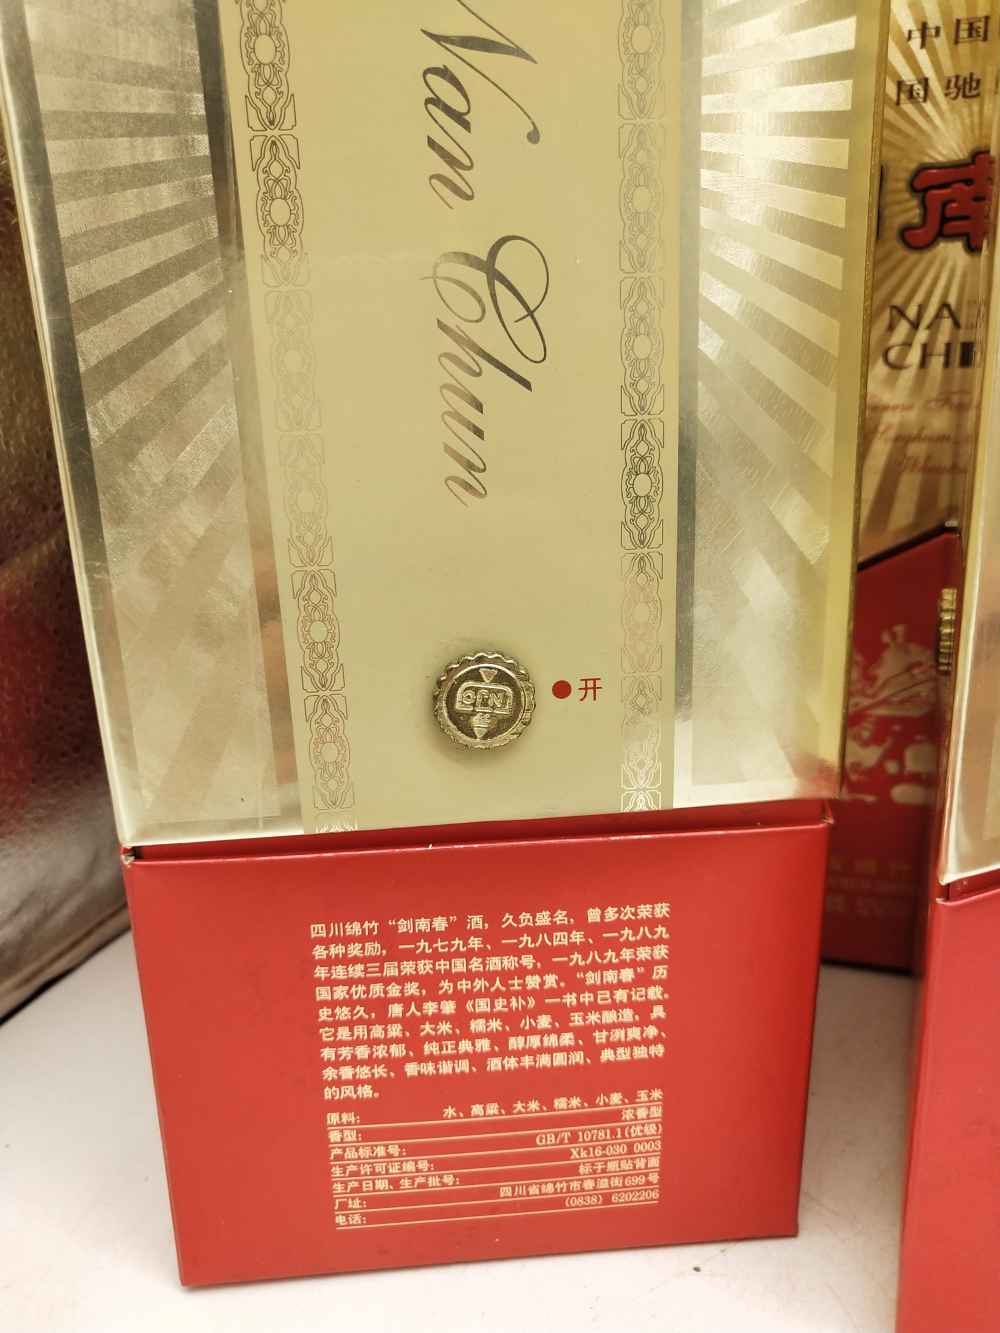 Nan Chun
中国
国驰
南
NA
CH
NJC
开
四川绵竹“剑南春”酒，久负盛名，曾多次荣获
各种奖励，一九七九年、一九八四年、一九八九
年连续三届荣获中国名酒称号，一九八九年荣获
国家优质金奖，为中外人士赞赏。“剑南春”历
史悠久，唐人李肇《国史补》一书中已有记载。
它是用高粱、大米、糯米、小麦、玉米酿造，具
有芳香浓郁、纯正典雅、醇厚绵柔、甘洌爽净、
余香悠长、香味谐调、酒体丰满圆润、典型独特
的风格。
原料: 水、高粱、大米、糯米、小麦、玉米
香型: 浓香型
产品标准号: GB/T 10781.1(优级)
生产许可证编号: Xk16-030 0003
生产日期、生产批号: 标于瓶贴背面
厂址: 四川省绵竹市春溢街699号
电话: (0838) 6202206